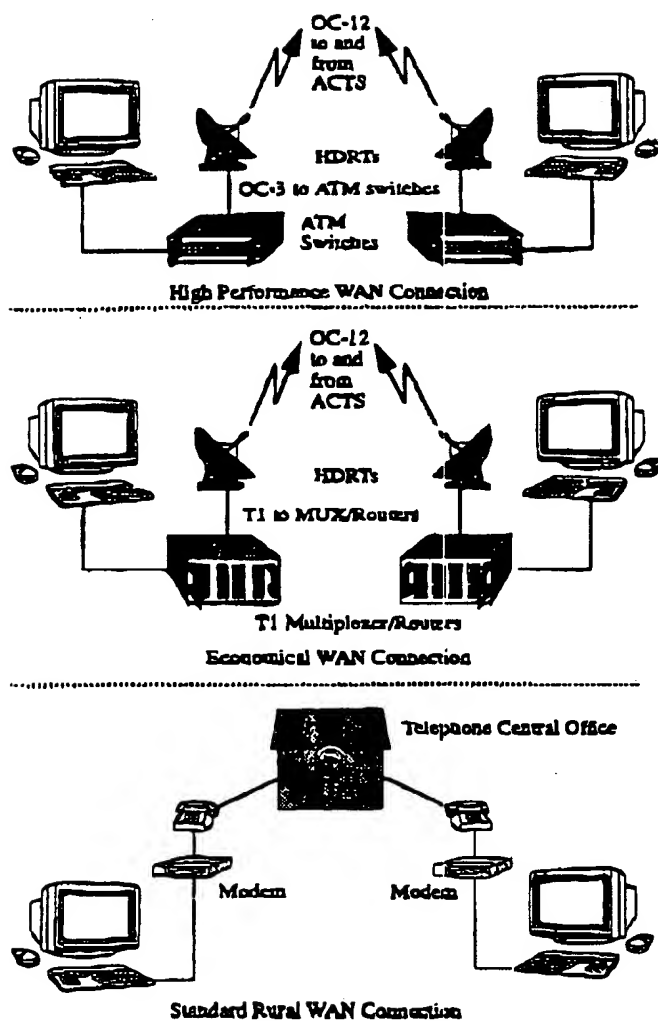 OC-12
to and
from
ACTS
HDRTs
OC-3 to ATM switches
ATM
Switches
High Performance WAN Connection
OC-12
to and
from
ACTS
HDRTs
T1 to MUX/Routers
T1 Multiplexer/Routers
Economical WAN Connection
Telephone Central Office
Modem
Modem
Standard Rural WAN Connection